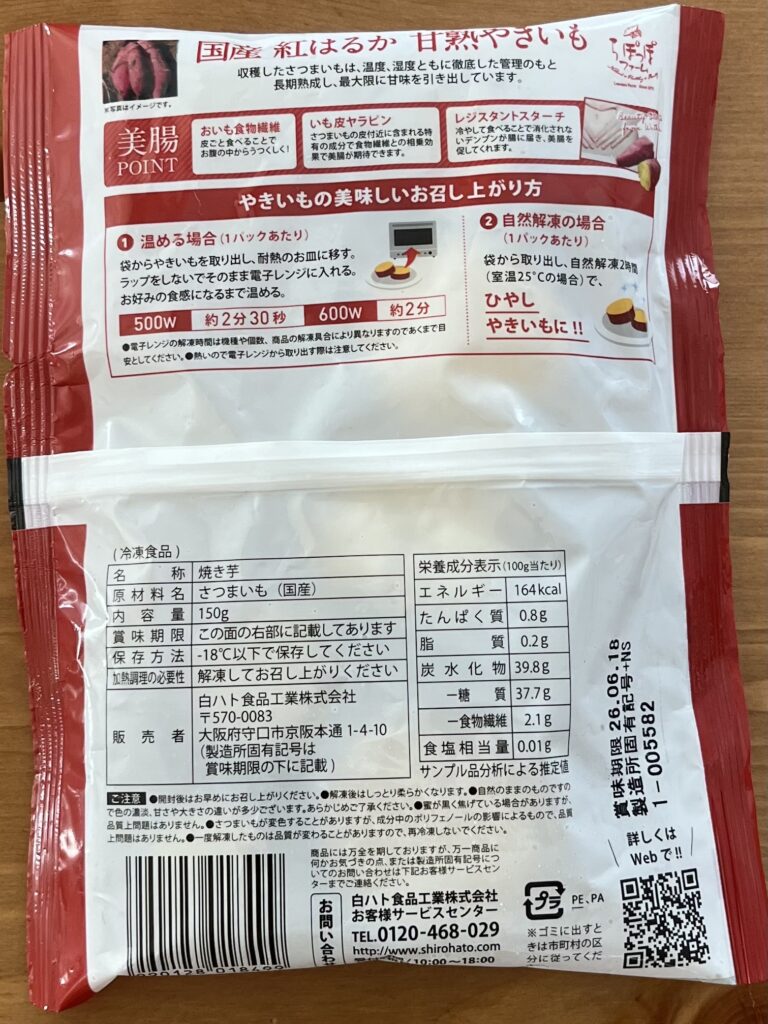 国産 紅はるか 甘熟やきいも
収穫したさつまいもは、温度、湿度ともに徹底した管理のもと
長期熟成し、最大限に甘味を引き出しています。
※写真はイメージです。
らぽっぽ
ファーム
美腸
POINT
おいも食物繊維
皮ごと食べることで
お腹の中からうつくしく!
いも皮ヤラピン
さつまいもの皮付近に含まれる特
有の成分で食物繊維との相乗効
果で美腸が期待できます。
レジスタントスターチ
冷やして食べることで消化されな
いデンプンが腸に届き、美腸を
促してくれます。
やきいもの美味しいお召し上がり方
1 温める場合(1パックあたり)
袋からやきいもを取り出し、耐熱のお皿に移す。
ラップをしないでそのまま電子レンジに入れる。
お好みの食感になるまで温める。
500W 約2分30秒 600W 約2分
●電子レンジの解凍時間は機種や個数、商品の解凍具合により異なりますのであくまで目
安としてください。●熱いので電子レンジから取り出す際は注意してください。
2 自然解凍の場合
(1パックあたり)
袋から取り出し、自然解凍2時間
(室温25℃の場合)で、
ひやし
やきいもに!!
(冷凍食品)
名称 焼き芋
原材料名 さつまいも(国産)
内容量 150g
賞味期限 この面の右部に記載してあります
保存方法 -18℃以下で保存してください
加熱調理の必要性 解凍してお召し上がりください
販売者 白ハト食品工業株式会社
〒570-0083
大阪府守口市京阪本通1-4-10
(製造所固有記号は
賞味期限の下に記載)
栄養成分表示(100g当たり)
エネルギー 164kcal
たんぱく質 0.8g
脂質 0.2g
炭水化物 39.8g
ー糖質 37.7g
ー食物繊維 2.1g
食塩相当量 0.01g
サンプル品分析による推定値
賞味期限 26.06.18
製造所固有記号+NS
1-005582
ご注意 ●開封後はお早めにお召し上がりください。●解凍後はしっとり柔らかくなります。●自然のままのものですの
で色の濃淡、甘さや大きさの違いが多少ございます。あらかじめご了承ください。●蜜が黒く焦げている場合がありますが、
品質上問題はありません。●さつまいもが変色することがありますが、成分中のポリフェノールの影響によるもので、品質
上問題はありません。●一度解凍したものは品質が変わることがありますので、再冷凍しないでください。
商品には万全を期しておりますが、万一商品に
何かお気づきの点、または製造所固有記号につい
てのお問い合わせは下記お客様サービスセン
ターまでご連絡ください。
お問い合わせ
白ハト食品工業株式会社
お客様サービスセンター
TEL.0120-468-029
http://www.shirohato.com
10:00〜18:00
プラ
PE、PA
※ゴミに出すと
きは市町村の区
分に従ってくだ
詳しくは
Webで!!